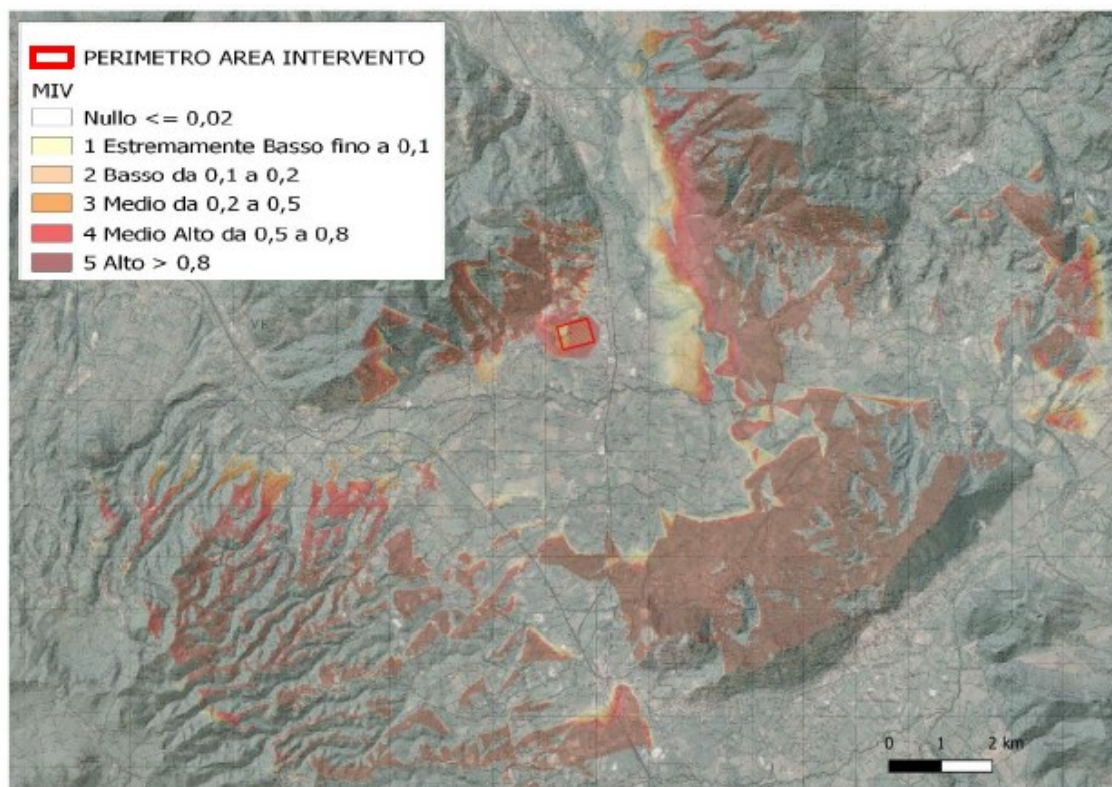 PERIMETRO AREA INTERVENTO
MIV
Nullo <= 0,02
1 Estremamente Basso fino a 0,1
2 Basso da 0,1 a 0,2
3 Medio da 0,2 a 0,5
4 Medio Alto da 0,5 a 0,8
5 Alto > 0,8
0 1 2 km